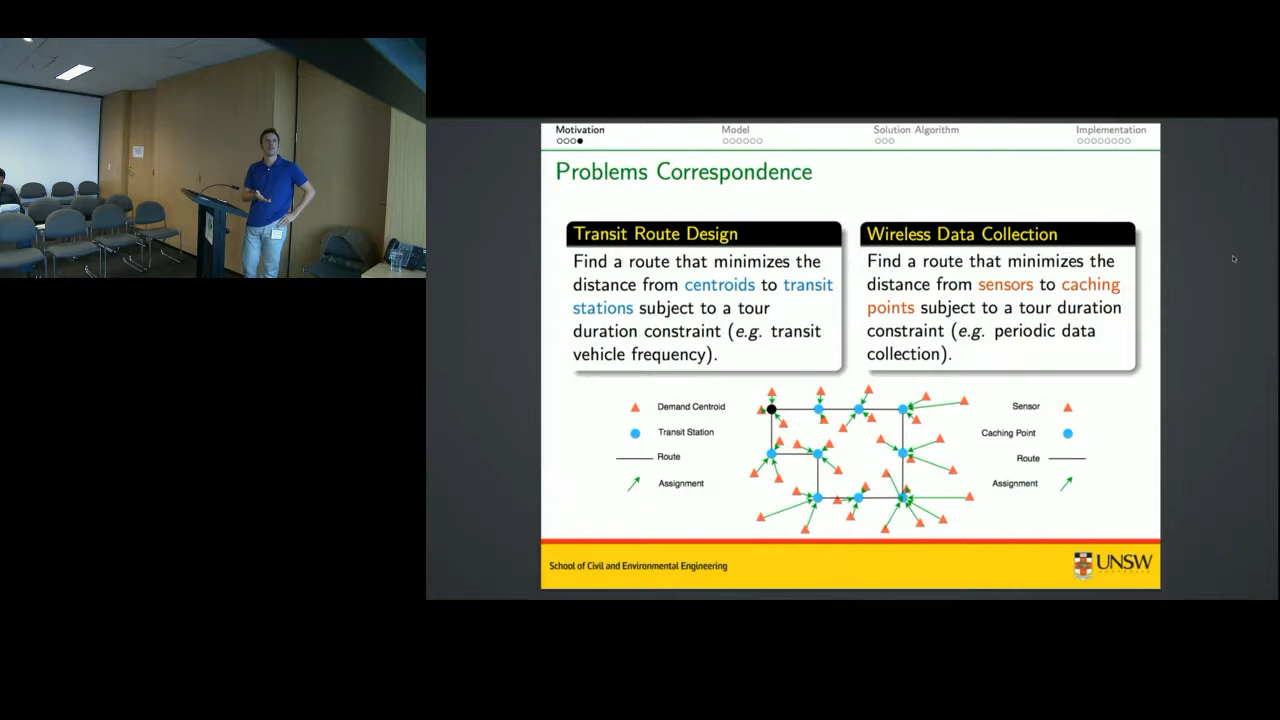 Motivation
Model
Solution Algorithm
Implementation
Problems Correspondence
Transit Route Design
Find a route that minimizes the
distance from centroids to transit
stations subject to a tour
duration constraint (e.g. transit
vehicle frequency).
Wireless Data Collection
Find a route that minimizes the
distance from sensors to caching
points subject to a tour duration
constraint (e.g. periodic data
collection).
Demand Centroid
Transit Station
Route
Assignment
Sensor
Caching Point
Route
Assignment
School of Civil and Environmental Engineering
UNSW